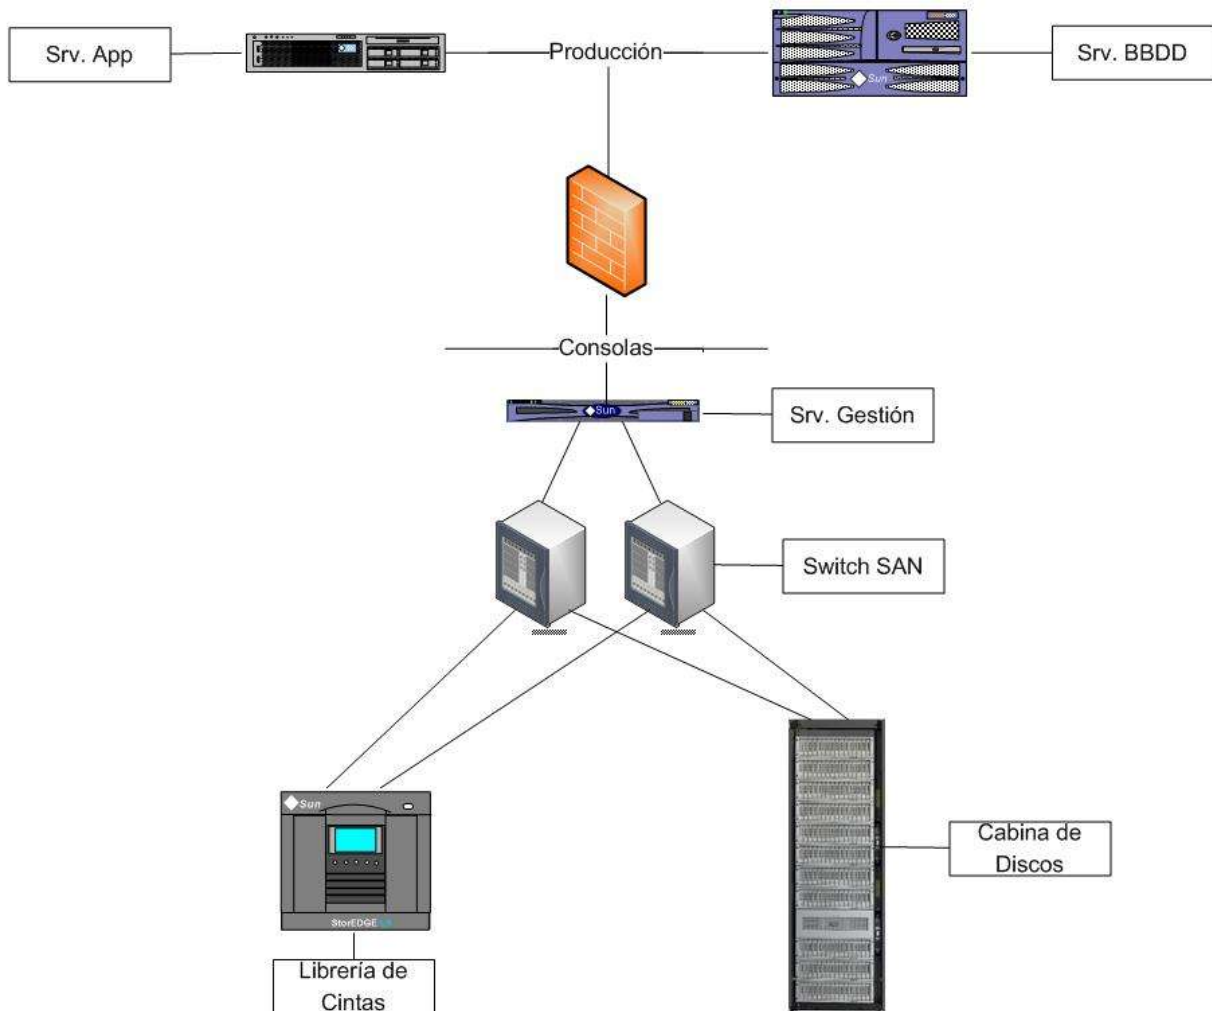 Srv. App
Producción
Sun
Srv. BBDD
Consolas
Sun
Srv. Gestión
Switch SAN
Sun
StorEDGE
Cabina de
Discos
Librería de
Cintas